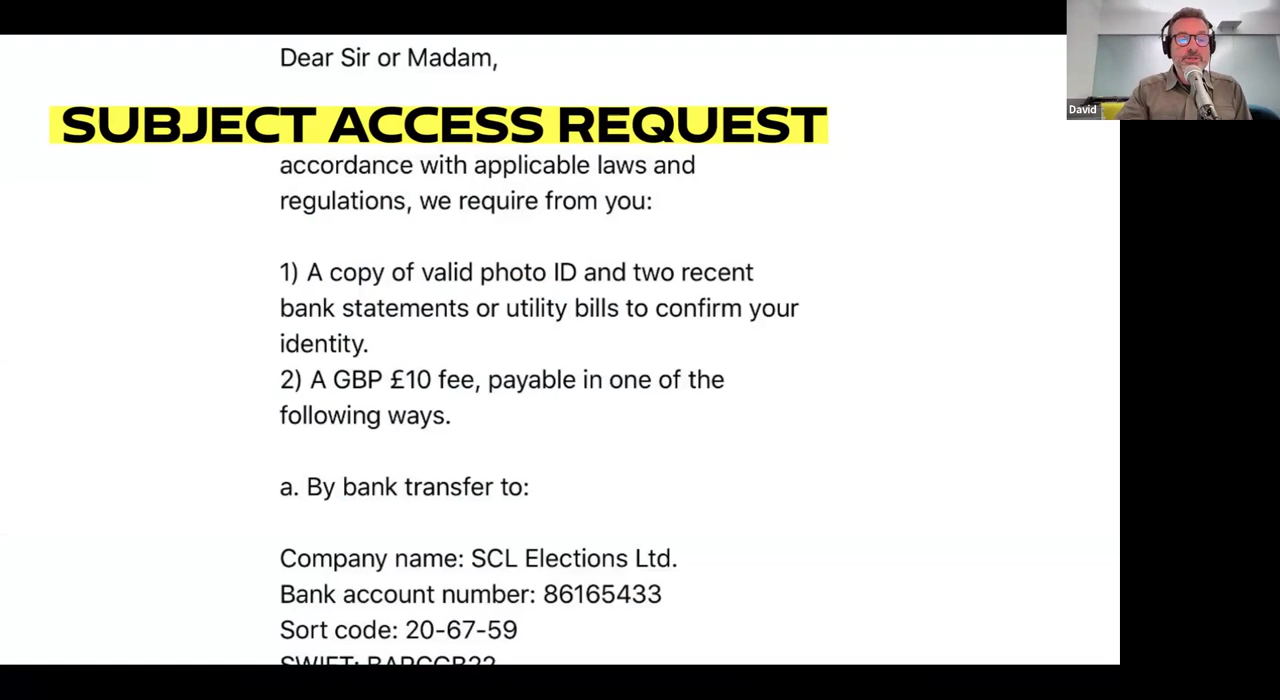 Dear Sir or Madam,
SUBJECT ACCESS REQUEST
accordance with applicable laws and
regulations, we require from you:
1) A copy of valid photo ID and two recent
bank statements or utility bills to confirm your
identity.
2) A GBP £10 fee, payable in one of the
following ways.
a. By bank transfer to:
Company name: SCL Elections Ltd.
Bank account number: 86165433
Sort code: 20-67-59
SWIFT:
David